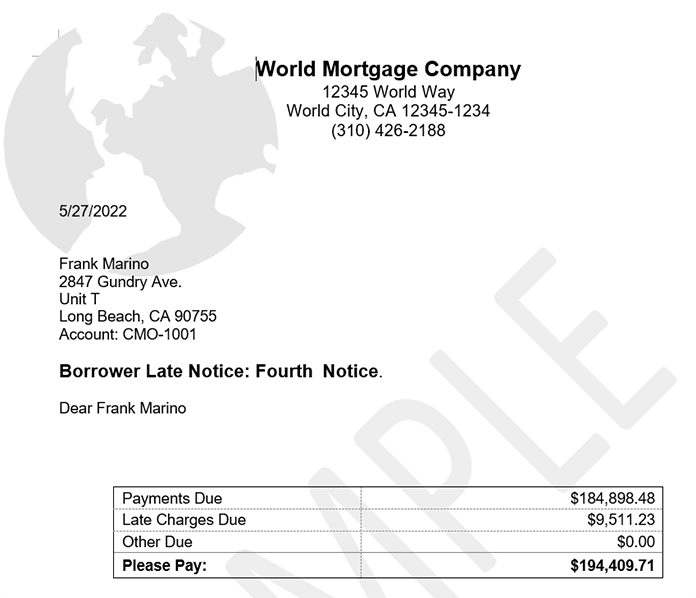 World Mortgage Company
12345 World Way
World City, CA 12345-1234
(310) 426-2188
5/27/2022
Frank Marino
2847 Gundry Ave.
Unit T
Long Beach, CA 90755
Account: CMO-1001
Borrower Late Notice: Fourth  Notice.
Dear Frank Marino
Payments Due $184,898.48
Late Charges Due $9,511.23
Other Due $0.00
Please Pay: $194,409.71
MPLE